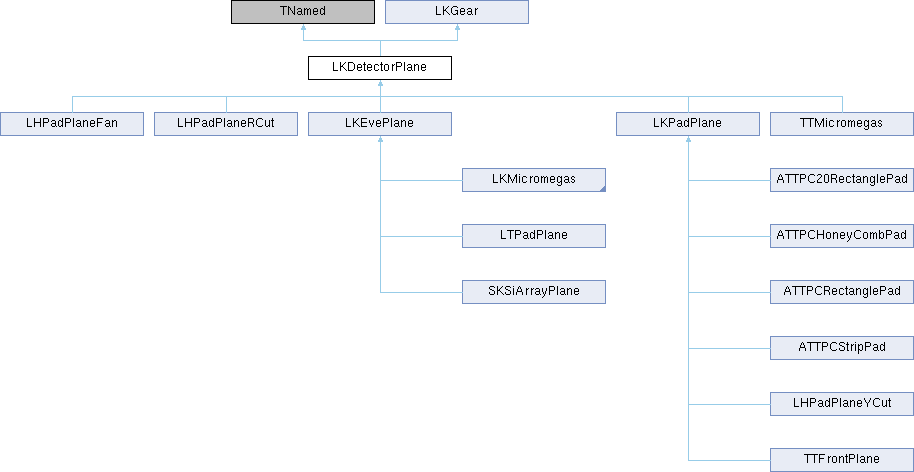 TNamed
LKGear
LKDetectorPlane
LHPadPlaneFan
LHPadPlaneRCut
LKEvePlane
LKPadPlane
TTMicromegas
LKMicromegas
ATTPC20RectanglePad
LTPadPlane
ATTPCHoneyCombPad
SKSiArrayPlane
ATTPCRectanglePad
ATTPCStripPad
LHPadPlaneYCut
TTFrontPlane